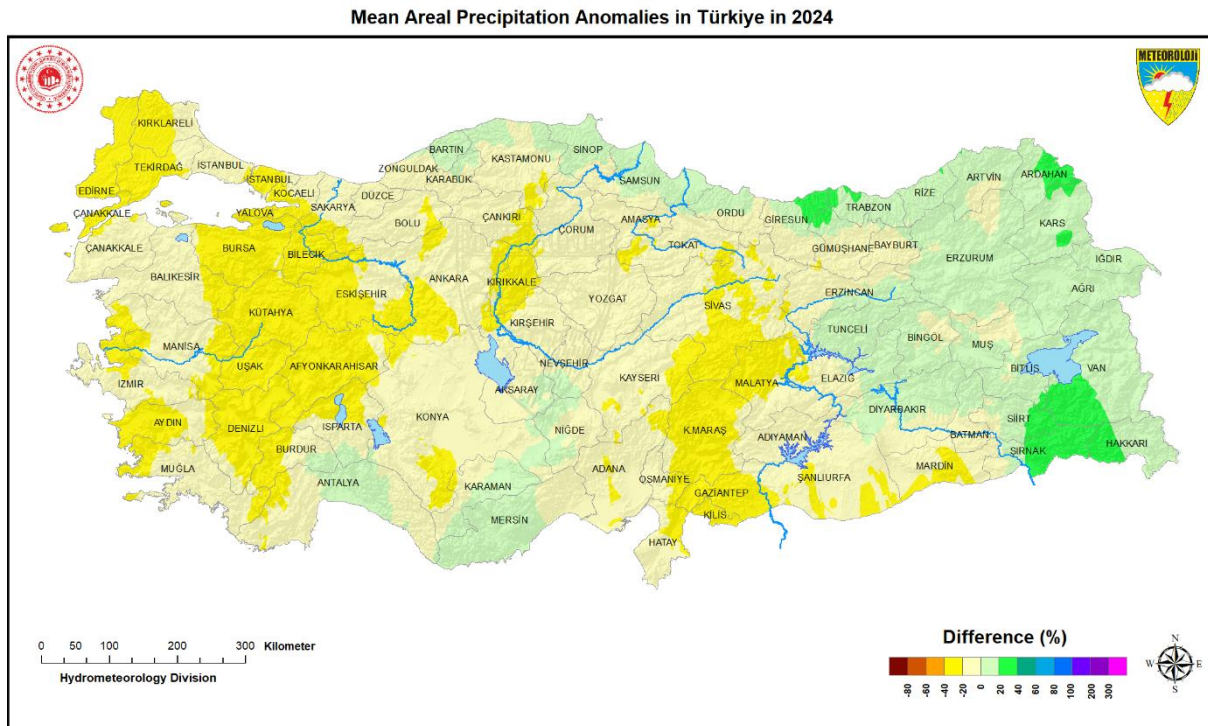 Mean Areal Precipitation Anomalies in Türkiye in 2024
METEOROLOJİ
KIRKLARELİ
TEKİRDAĞ
İSTANBUL
EDİRNE
İSTANBUL
KOCAELİ
YALOVA
SAKARYA
DÜZCE
ZONGULDAK
BARTIN
KARABÜK
KASTAMONU
SİNOP
SAMSUN
ORDU
GİRESUN
TRABZON
RİZE
ARTVİN
ARDAHAN
KARS
IĞDIR
AĞRI
ÇANAKKALE
ÇANAKKALE
BALIKESİR
BURSA
BİLECİK
BOLU
ÇANKIRI
ÇORUM
AMASYA
TOKAT
GÜMÜŞHANE
BAYBURT
ERZURUM
ERZİNCAN
ESKİŞEHİR
ANKARA
KIRIKKALE
YOZGAT
SİVAS
TUNCELİ
BİNGÖL
MUŞ
BİTLİS
VAN
KÜTAHYA
MANİSA
UŞAK
AFYONKARAHİSAR
KIRŞEHİR
NEVŞEHİR
AKSARAY
KAYSERİ
MALATYA
ELAZIĞ
DİYARBAKIR
SİİRT
BATMAN
ŞIRNAK
HAKKARİ
İZMİR
AYDIN
DENİZLİ
MUĞLA
BURDUR
ISPARTA
KONYA
NİĞDE
K.MARAŞ
ADIYAMAN
ŞANLIURFA
MARDİN
ANTALYA
KARAMAN
MERSİN
ADANA
OSMANİYE
GAZİANTEP
KİLİS
HATAY
0 50 100 200 300 Kilometer
Hydrometeorology Division
Difference (%)
-80 -60 -40 -20 0 20 40 60 80 100 200 300
N
W E
S